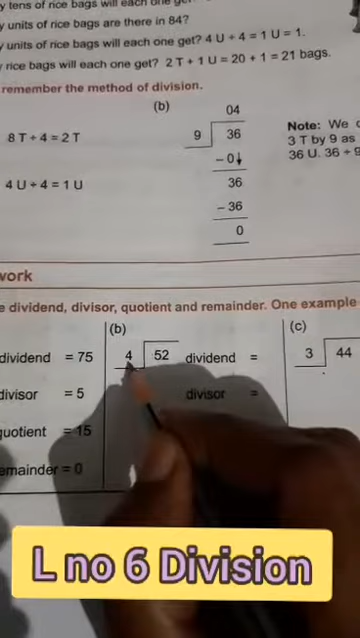 y tens of rice bags will each one get
y units of rice bags are there in 84?
y units of rice bags will each one get? 4 U ÷ 4 = 1 U = 1.
rice bags will each one get? 2 T + 1 U = 20 + 1 = 21 bags.
remember the method of division.
(b)
8 T ÷ 4 = 2 T
4 U ÷ 4 = 1 U
04
9 36
- 0↓
36
- 36
0
Note: We
3 T by 9 as
36 U. 36 ÷ 9
work
e dividend, divisor, quotient and remainder. One example
dividend = 75
divisor = 5
quotient = 15
emainder = 0
(b)
4 52 dividend =
divisor =
(c)
3 44
L no 6 Division